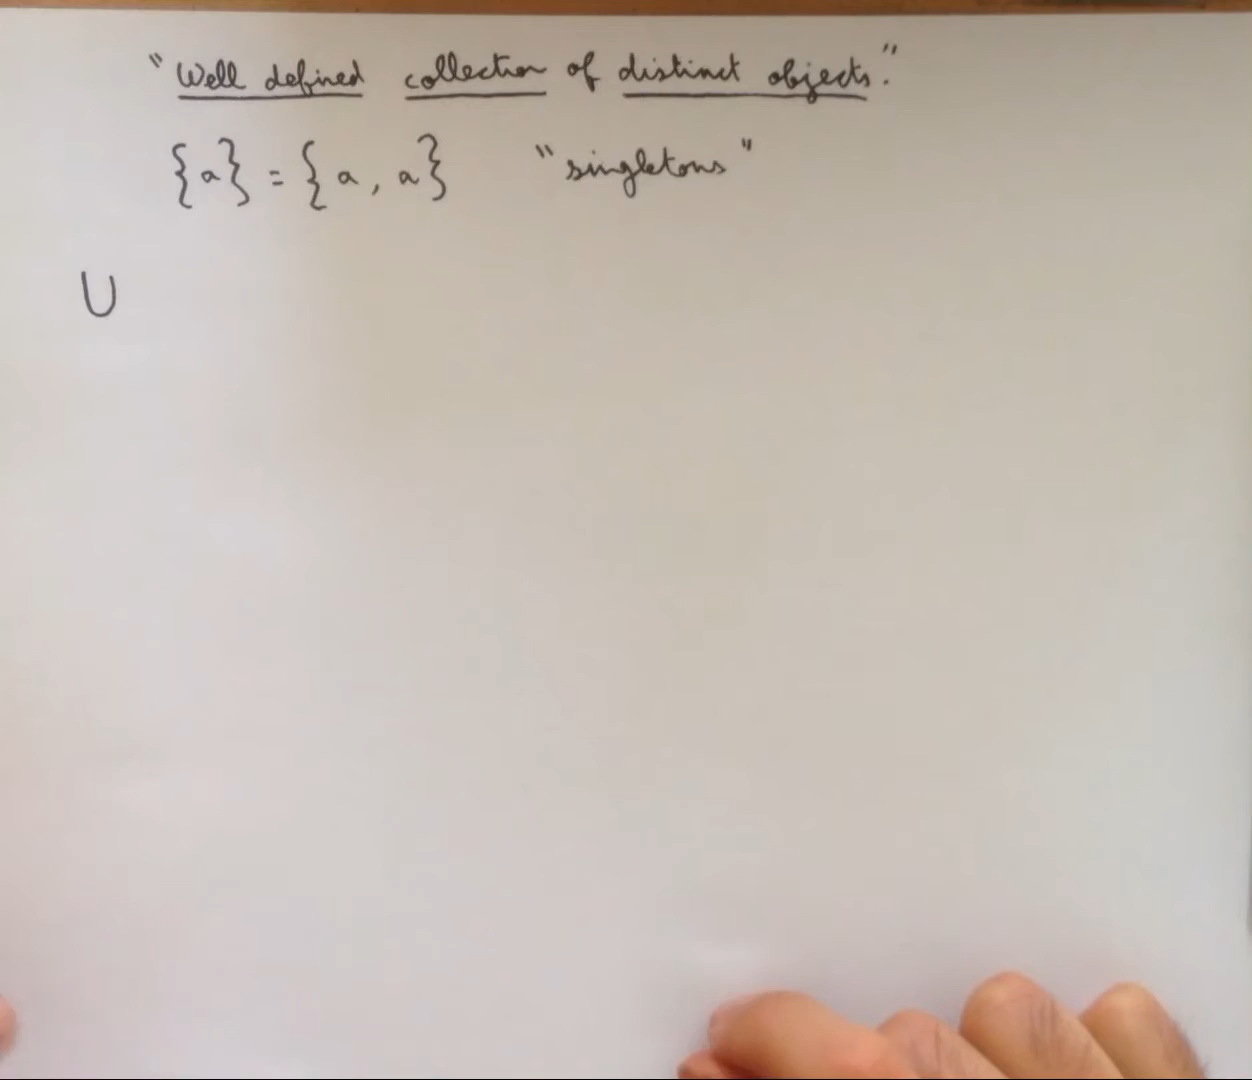 "Well defined collection of distinct objects."
{a} = {a, a} "singletons"
U